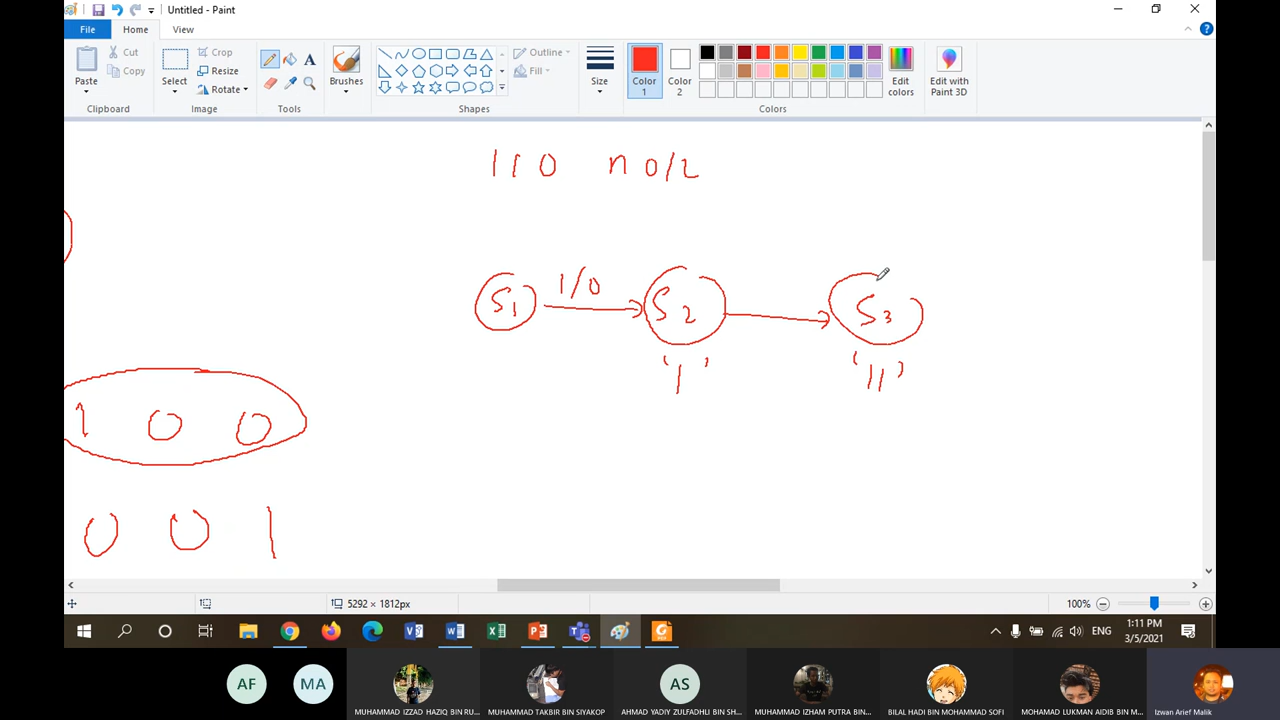 Untitled - Paint
File Home View
Paste
Cut
Copy
Clipboard
Select
Crop
Resize
Rotate
Image
Tools
Brushes
Outline
Fill
Shapes
Size
Color 1
Color 2
Edit colors
Colors
Edit with Paint 3D
110 n0/2
S1 1/0 S2 S3
'1' '11'
1 0 0
0 0 1
5292 × 1812px
100%
ENG
1:11 PM
3/5/2021
AF
MA
AS
MUHAMMAD IZZAD HAZIQ BIN RU...
MUHAMMAD TAKBIR BIN SIYAKOP
AHMAD YADIY ZULFADHLI BIN SH...
MUHAMMAD IZHAM PUTRA BIN...
BILAL HADI BIN MOHAMMAD SOFI
MOHAMAD LUKMAN AIDIB BIN M...
Izwan Arief Malik